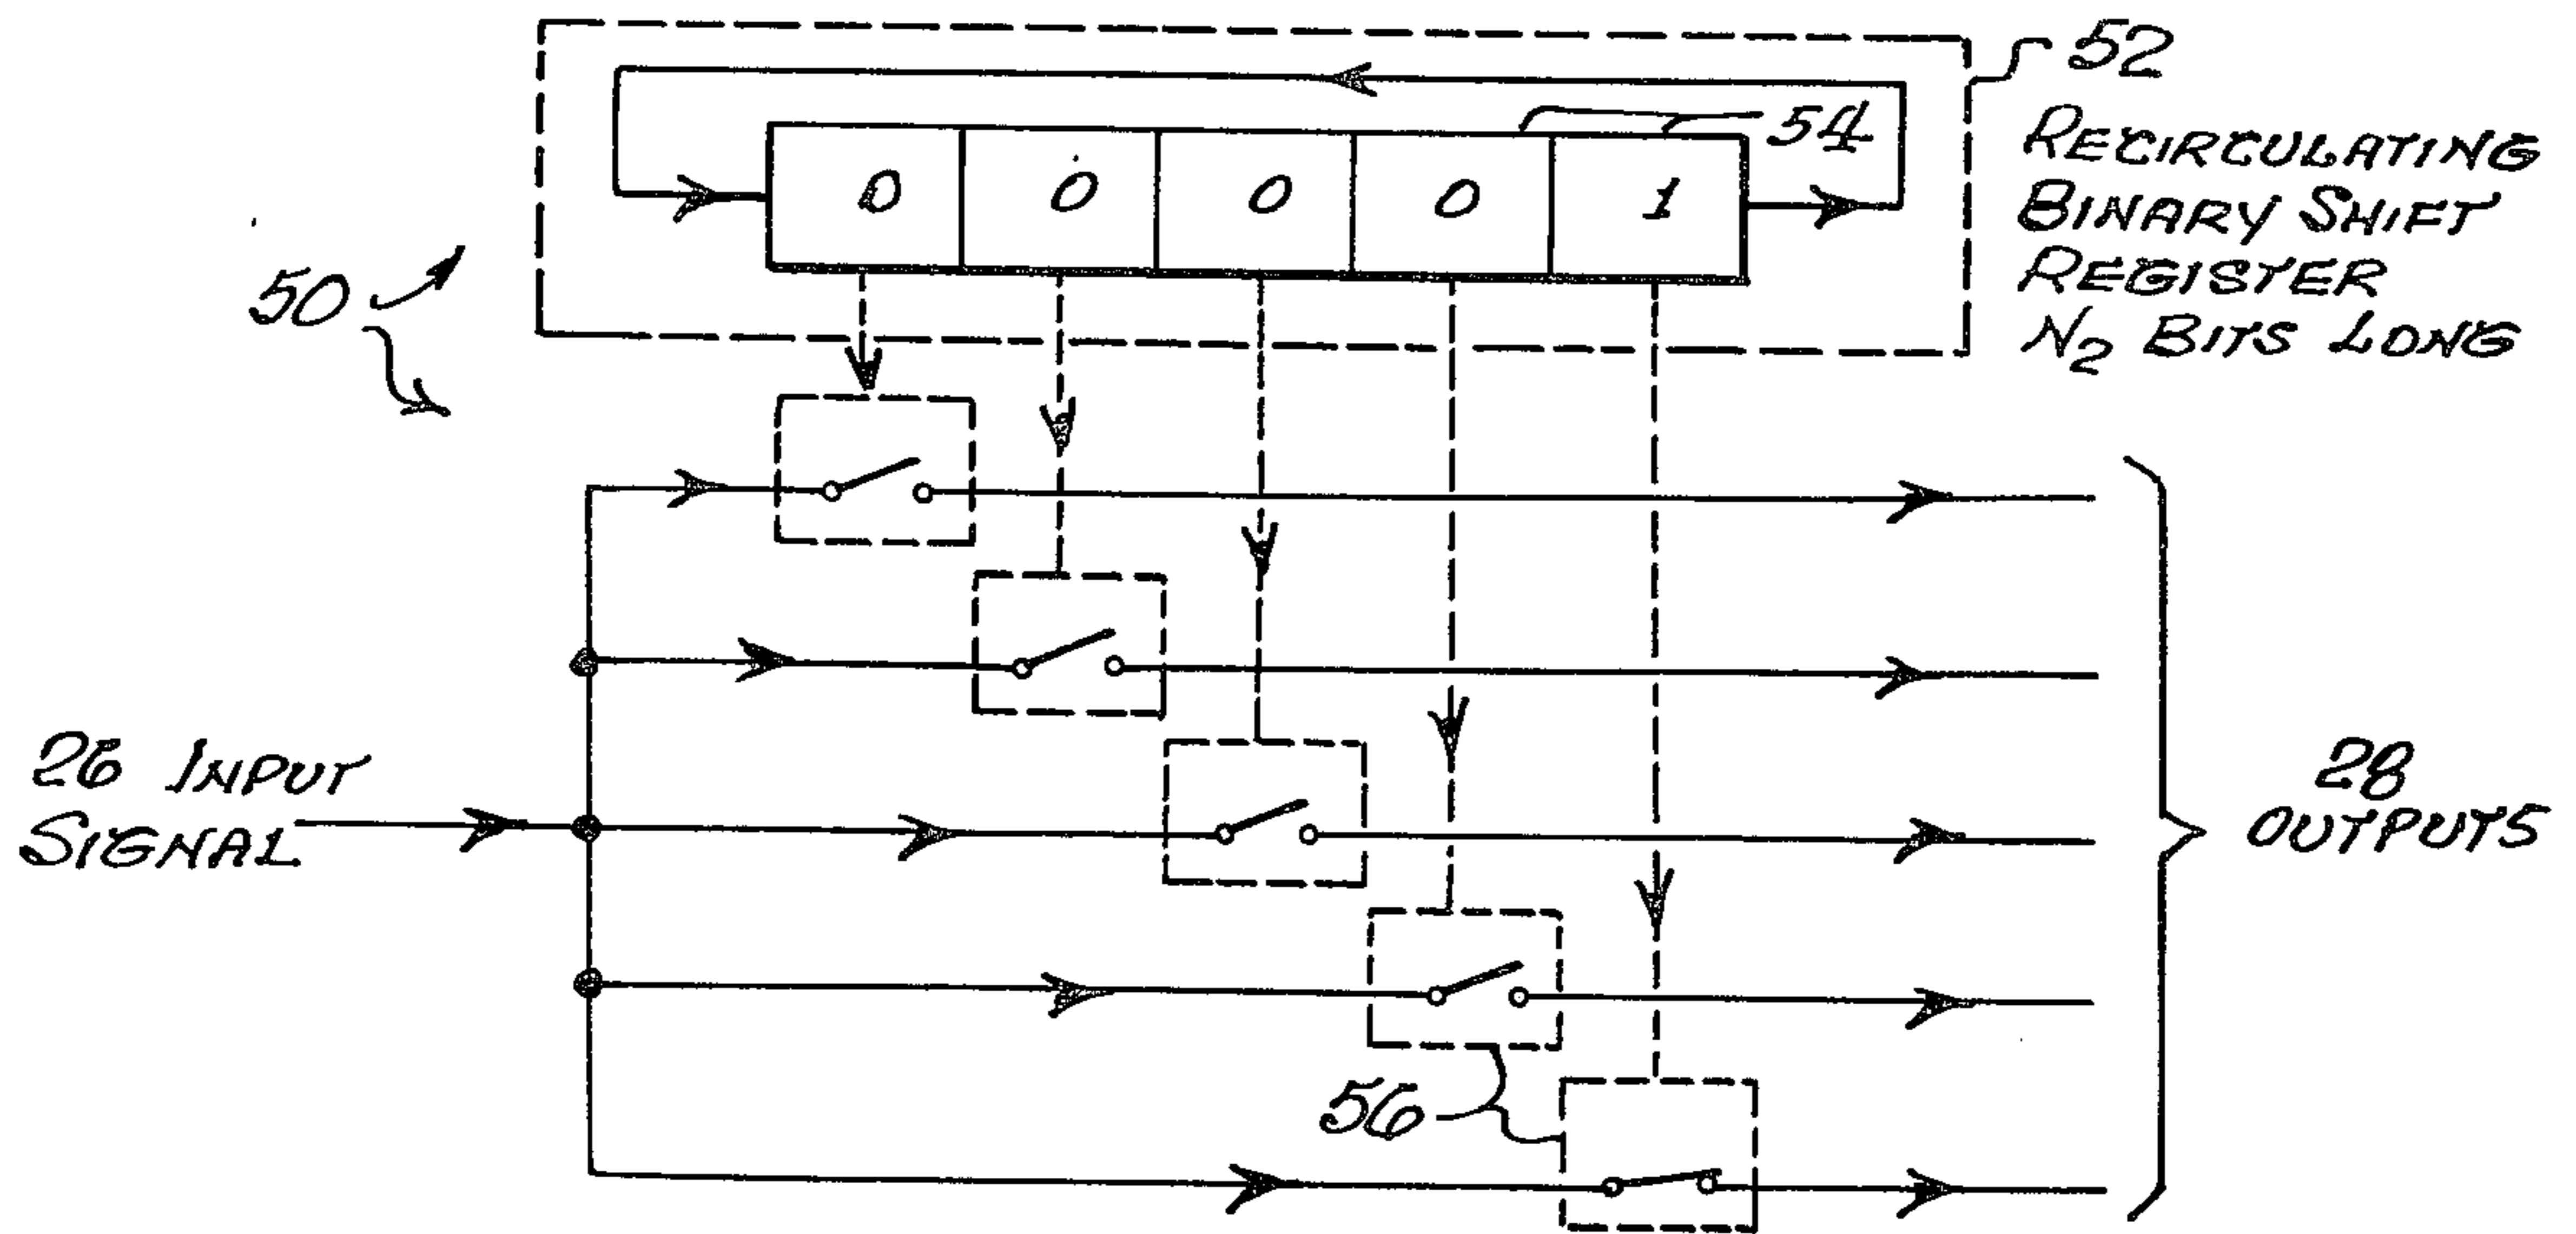 52
RECIRCULATING
BINARY SHIFT
REGISTER
N₂ BITS LONG
54
0 0 0 0 1
50
26 INPUT
SIGNAL
28
OUTPUTS
56